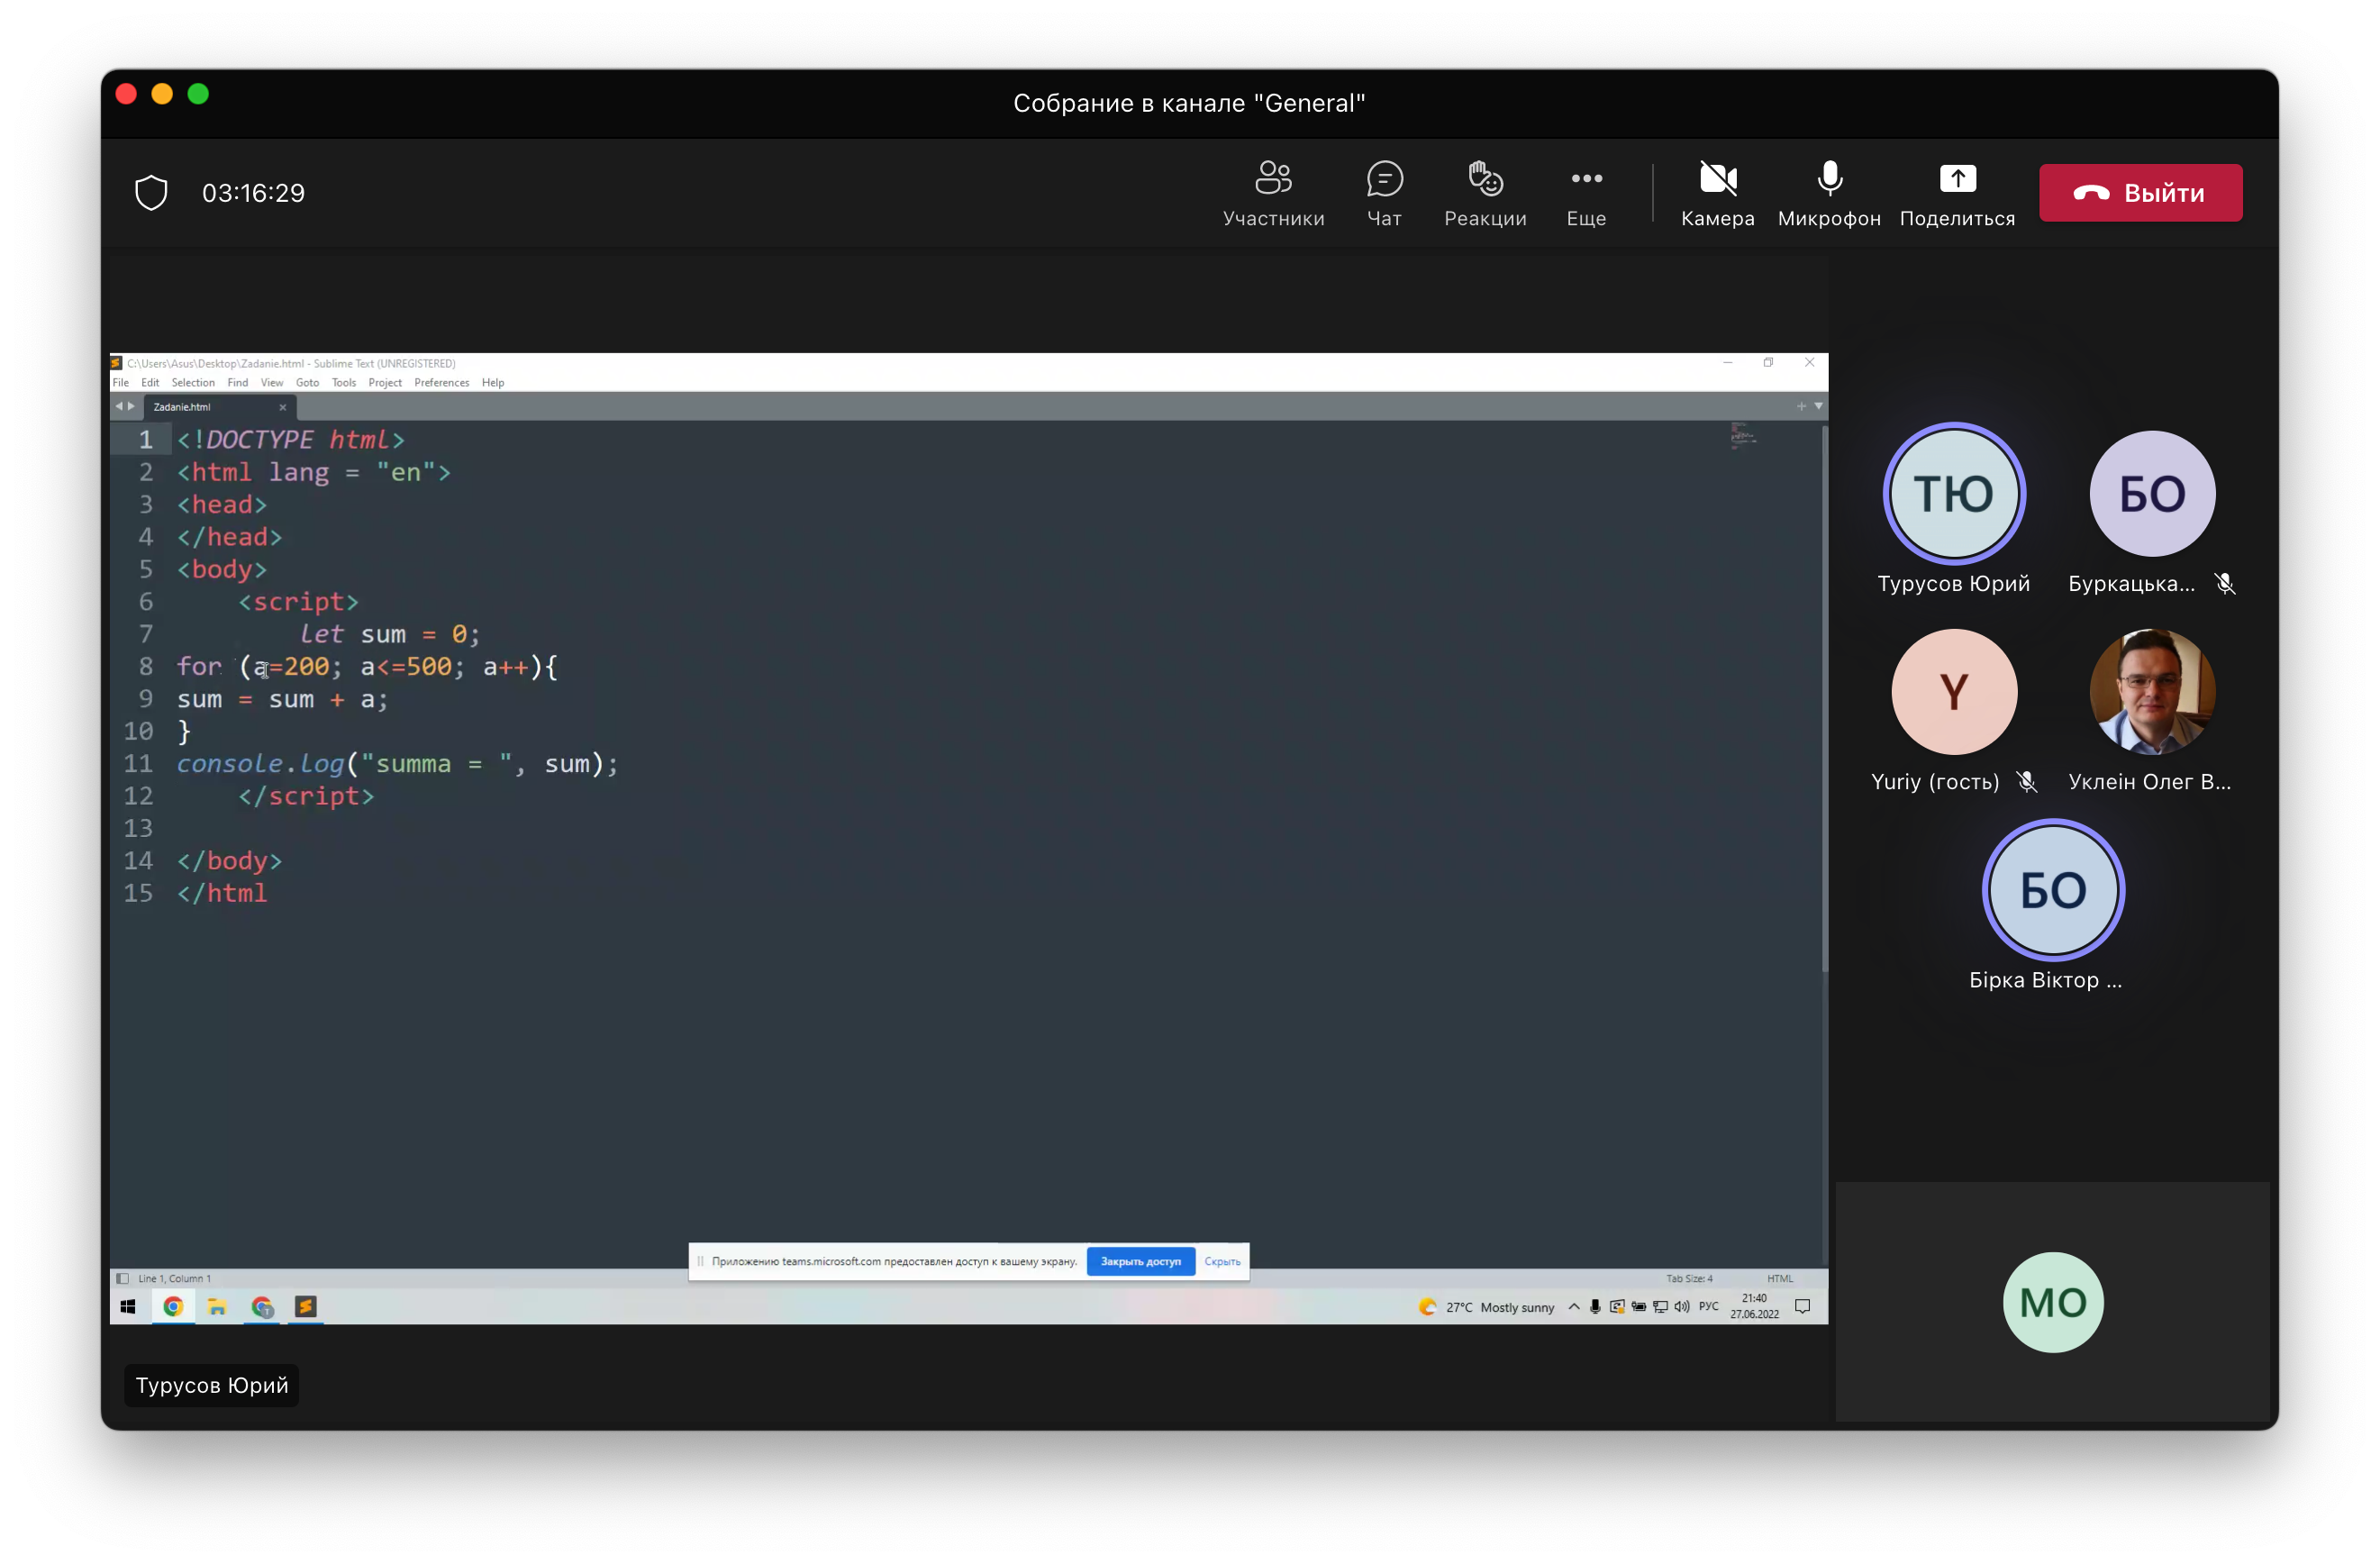 Собрание в канале "General"
03:16:29
Участники
Чат
Реакции
Еще
Камера
Микрофон
Поделиться
Выйти
C:\Users\Asus\Desktop\Zadanie.html - Sublime Text (UNREGISTERED)
File Edit Selection Find View Goto Tools Project Preferences Help
Zadanie.html
1 <!DOCTYPE html>
2 <html lang = "en">
3 <head>
4 </head>
5 <body>
6 <script>
7 let sum = 0;
8 for (a=200; a<=500; a++){
9 sum = sum + a;
10 }
11 console.log("summa = ", sum);
12 </script>
13
14 </body>
15 </html
Приложению teams.microsoft.com предоставлен доступ к вашему экрану.
Закрыть доступ
Скрыть
Line 1, Column 1
Tab Size: 4
HTML
27°C Mostly sunny
РУС
21:40
27.06.2022
Турусов Юрий
ТЮ
Турусов Юрий
БО
Буркацька...
Y
Yuriy (гость)
Уклеін Олег В...
БО
Бірка Віктор ...
МО